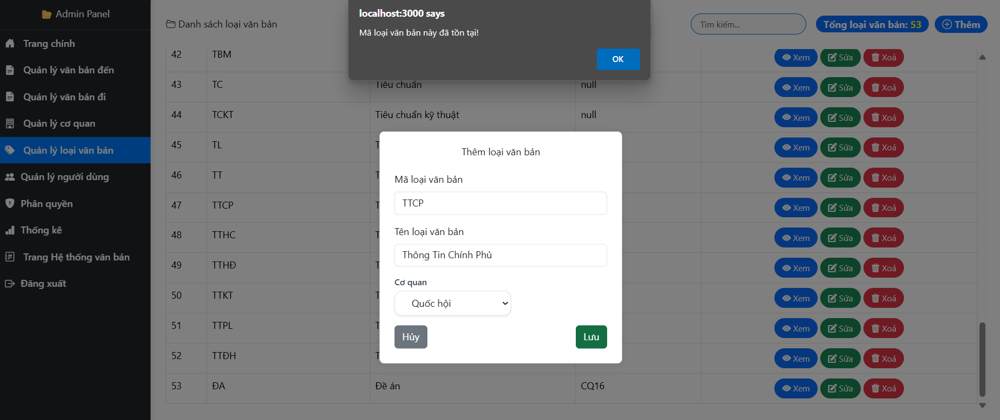 Admin Panel
Trang chính
Quản lý văn bản đến
Quản lý văn bản đi
Quản lý cơ quan
Quản lý loại văn bản
Quản lý người dùng
Phân quyền
Thống kê
Trang Hệ thống văn bản
Đăng xuất
Danh sách loại văn bản
Tìm kiếm...
Tổng loại văn bản: 53
Thêm
localhost:3000 says
Mã loại văn bản này đã tồn tại!
OK
42 TBM Xem Sửa Xoá
43 TC Tiêu chuẩn null Xem Sửa Xoá
44 TCKT Tiêu chuẩn kỹ thuật null Xem Sửa Xoá
45 TL T Xem Sửa Xoá
46 TT T Xem Sửa Xoá
47 TTCP T Xem Sửa Xoá
48 TTHC T Xem Sửa Xoá
49 TTHĐ T Xem Sửa Xoá
50 TTKT T Xem Sửa Xoá
51 TTPL T Xem Sửa Xoá
52 TTĐH T Xem Sửa Xoá
53 ĐA Đề án CQ16 Xem Sửa Xoá
Thêm loại văn bản
Mã loại văn bản
TTCP
Tên loại văn bản
Thông Tin Chính Phủ
Cơ quan
Quốc hội
Hủy
Lưu